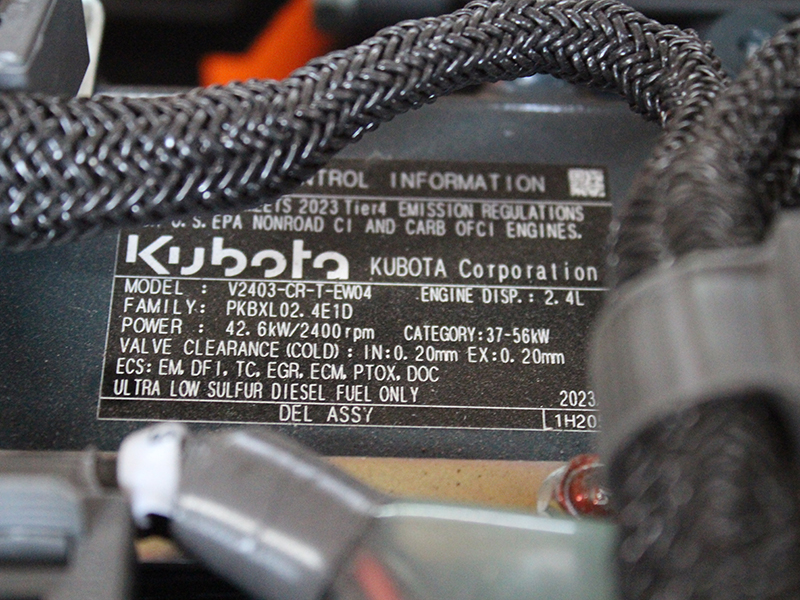 INFORMATION
2023 Tier4 EMISSION REGULATIONS
U.S. EPA NONROAD CI AND CARB OFCI ENGINES.
Kubota KUBOTA Corporation
MODEL : V2403-CR-T-EW04 ENGINE DISP.: 2.4L
FAMILY: PKBXL02.4E1D
POWER : 42.6kW/2400rpm CATEGORY:37-56kW
VALVE CLEARANCE(COLD): IN:0.20mm EX:0.20mm
ECS: EM, DFI, TC, EGR, ECM, PTOX, DOC
ULTRA LOW SULFUR DIESEL FUEL ONLY 2023
DEL ASSY 1H20